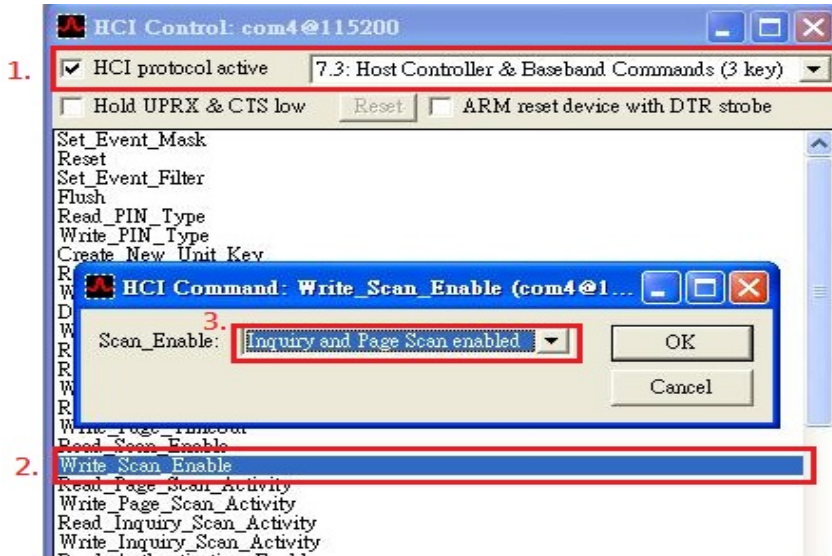 HCI Control: com4@115200
1. HCI protocol active 7.3: Host Controller & Baseband Commands (3 key)
Hold UPRX & CTS low Reset ARM reset device with DTR strobe
Set_Event_Mask
Reset
Set_Event_Filter
Flush
Read_PIN_Type
Write_PIN_Type
Create_New_Unit_Key
HCI Command: Write_Scan_Enable (com4@1...
3.
Scan_Enable: Inquiry and Page Scan enabled OK
Cancel
Write_Page_TimeOut
Read_Scan_Enable
2. Write_Scan_Enable
Read_Page_Scan_Activity
Write_Page_Scan_Activity
Read_Inquiry_Scan_Activity
Write_Inquiry_Scan_Activity